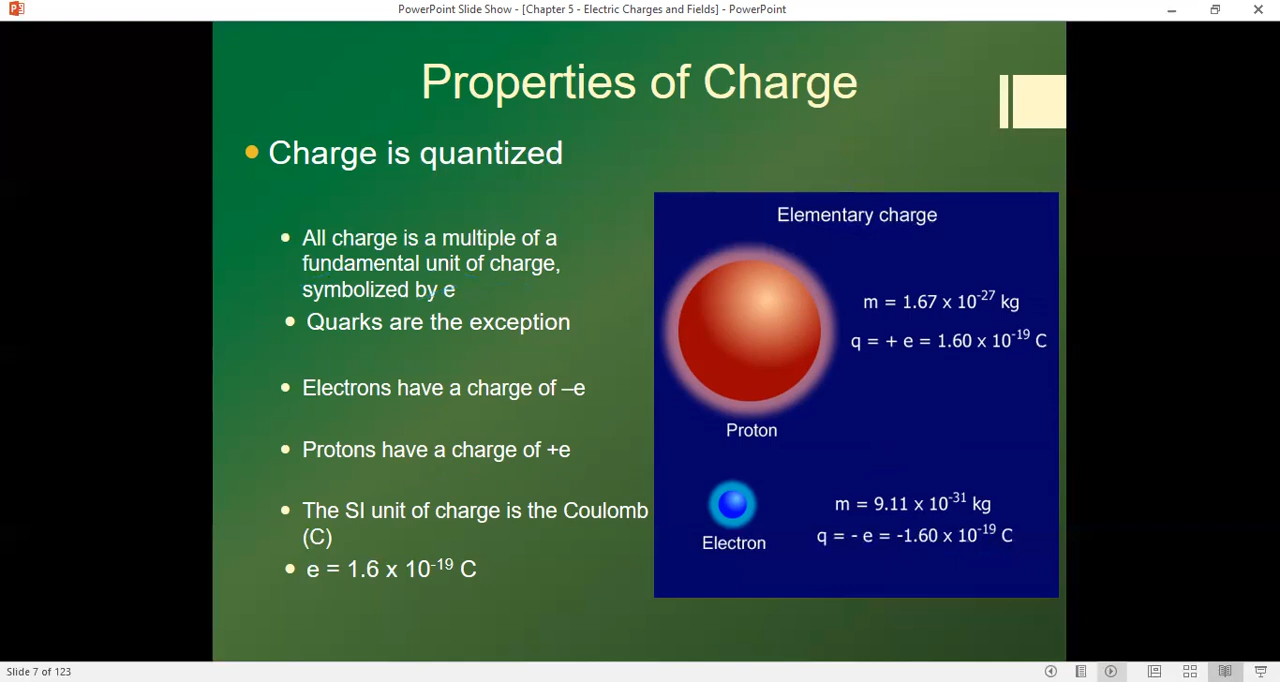 PowerPoint Slide Show - [Chapter 5 - Electric Charges and Fields] - PowerPoint
Properties of Charge
Charge is quantized
All charge is a multiple of a
fundamental unit of charge,
symbolized by e
Quarks are the exception
Electrons have a charge of –e
Protons have a charge of +e
The SI unit of charge is the Coulomb
(C)
e = 1.6 x 10⁻¹⁹ C
Elementary charge
m = 1.67 x 10⁻²⁷ kg
q = + e = 1.60 x 10⁻¹⁹ C
Proton
m = 9.11 x 10⁻³¹ kg
q = - e = -1.60 x 10⁻¹⁹ C
Electron
Slide 7 of 123